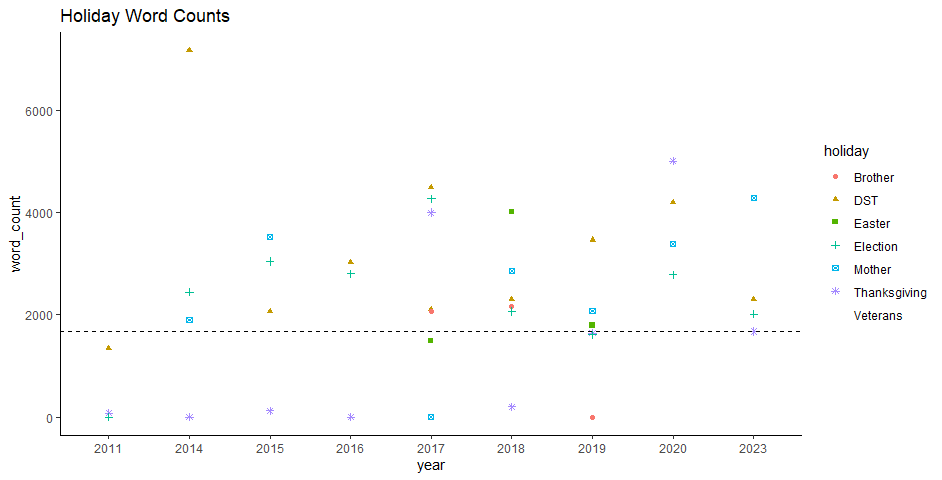 Holiday Word Counts
word_count
6000
4000
2000
0
2011 2014 2015 2016 2017 2018 2019 2020 2023
year
holiday
Brother
DST
Easter
Election
Mother
Thanksgiving
Veterans